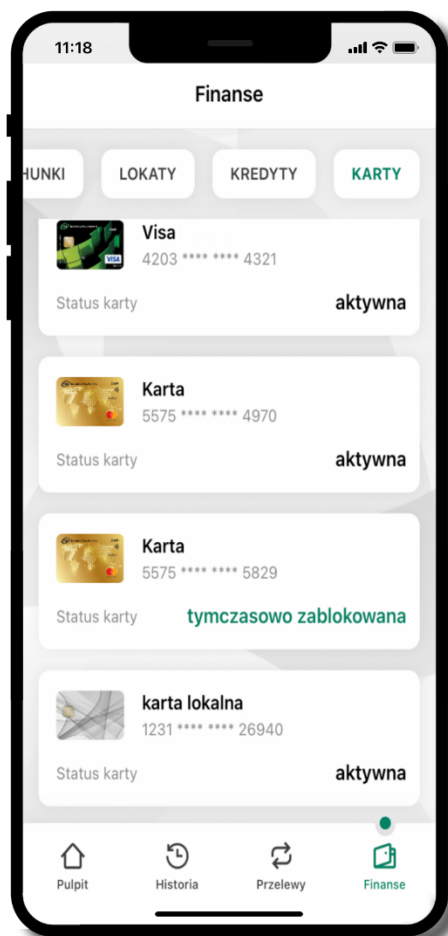 11:18
Finanse
HUNKI
LOKATY
KREDYTY
KARTY
VISA
Visa
4203 **** **** 4321
Status karty
aktywna
Karta
5575 **** **** 4970
Status karty
aktywna
Karta
5575 **** **** 5829
Status karty
tymczasowo zablokowana
karta lokalna
1231 **** **** 26940
Status karty
aktywna
Pulpit
Historia
Przelewy
Finanse